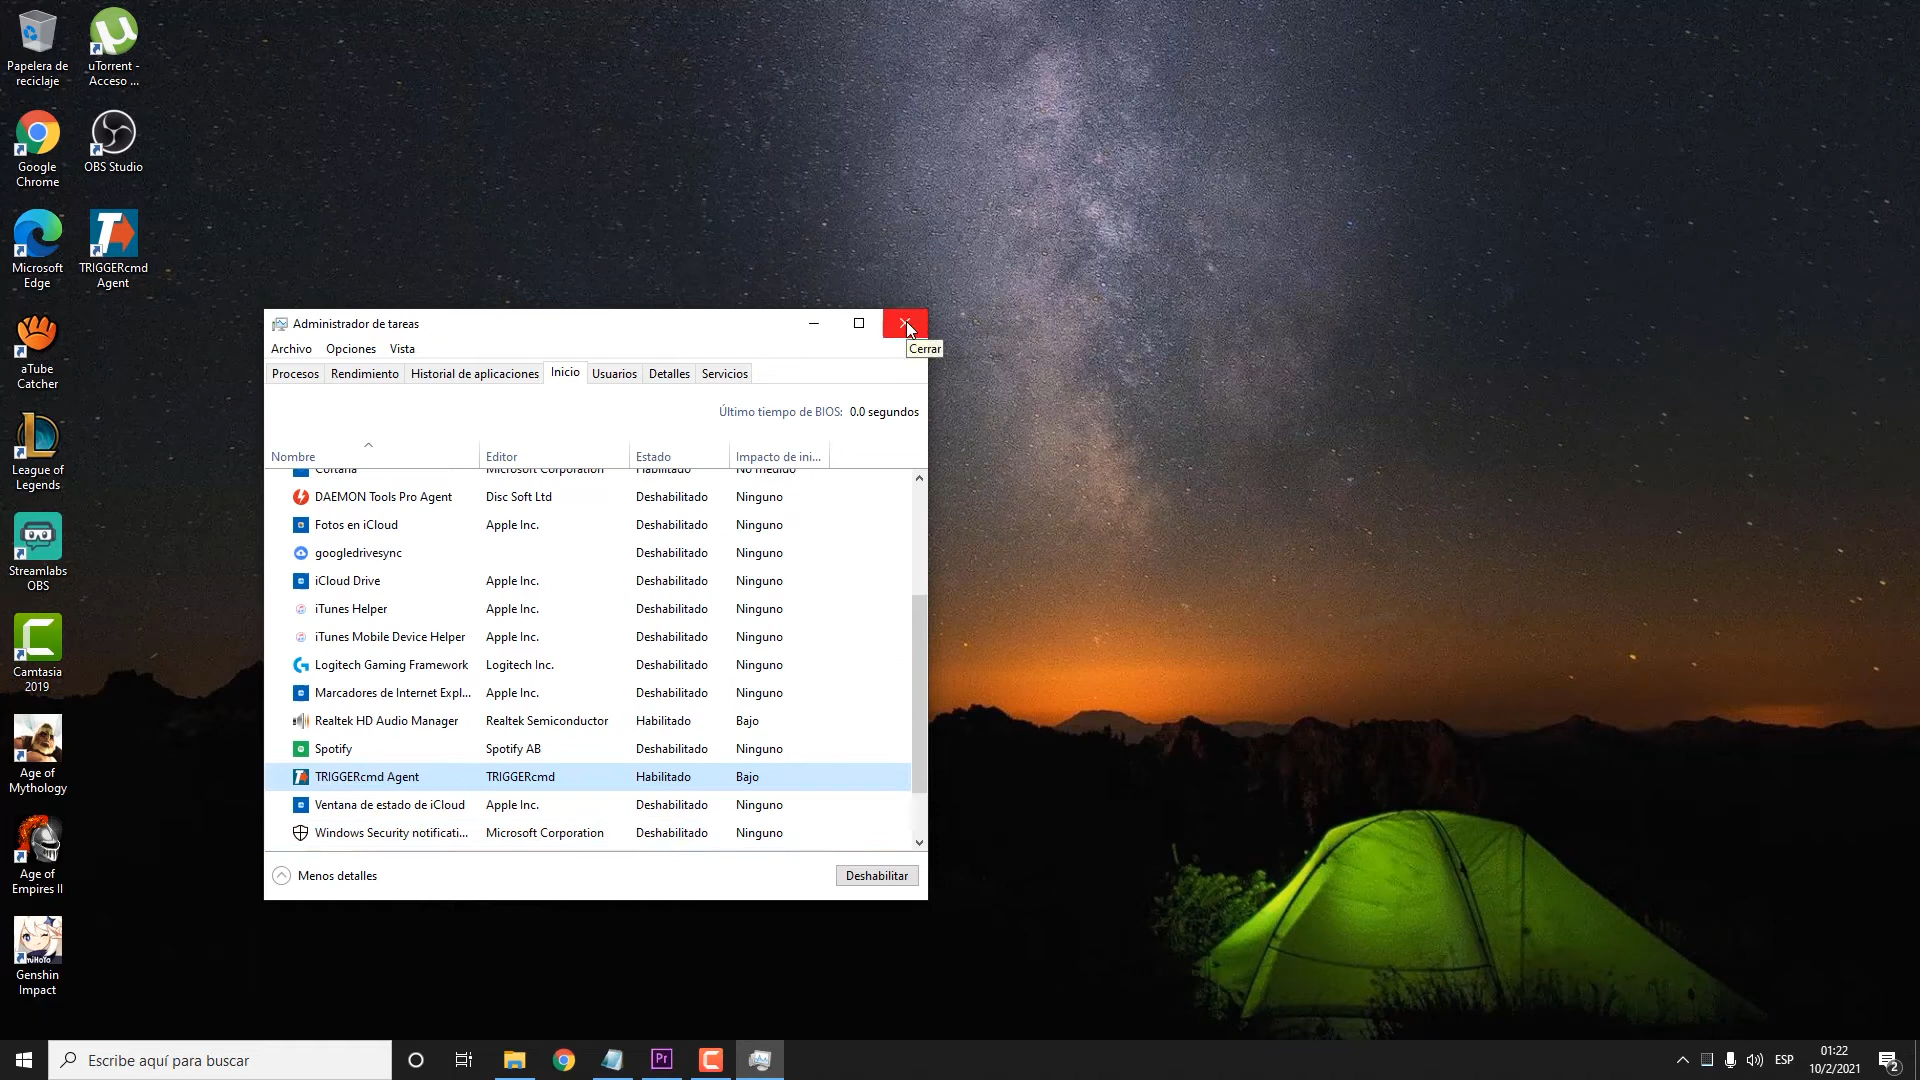 Papelera de
reciclaje
uTorrent -
Acceso ...
Google
Chrome
OBS Studio
Microsoft
Edge
TRIGGERcmd
Agent
aTube
Catcher
League of
Legends
Streamlabs
OBS
Camtasia
2019
Age of
Mythology
Age of
Empires II
Genshin
Impact
Administrador de tareas
Cerrar
Archivo Opciones Vista
Procesos Rendimiento Historial de aplicaciones Inicio Usuarios Detalles Servicios
Último tiempo de BIOS: 0.0 segundos
Nombre Editor Estado Impacto de ini...
Cortana Microsoft Corporation Habilitado No medido
DAEMON Tools Pro Agent Disc Soft Ltd Deshabilitado Ninguno
Fotos en iCloud Apple Inc. Deshabilitado Ninguno
googledrivesync Deshabilitado Ninguno
iCloud Drive Apple Inc. Deshabilitado Ninguno
iTunes Helper Apple Inc. Deshabilitado Ninguno
iTunes Mobile Device Helper Apple Inc. Deshabilitado Ninguno
Logitech Gaming Framework Logitech Inc. Deshabilitado Ninguno
Marcadores de Internet Expl... Apple Inc. Deshabilitado Ninguno
Realtek HD Audio Manager Realtek Semiconductor Habilitado Bajo
Spotify Spotify AB Deshabilitado Ninguno
TRIGGERcmd Agent TRIGGERcmd Habilitado Bajo
Ventana de estado de iCloud Apple Inc. Deshabilitado Ninguno
Windows Security notificati... Microsoft Corporation Deshabilitado Ninguno
Menos detalles
Deshabilitar
Escribe aquí para buscar
Pr
ESP
01:22
10/2/2021
2